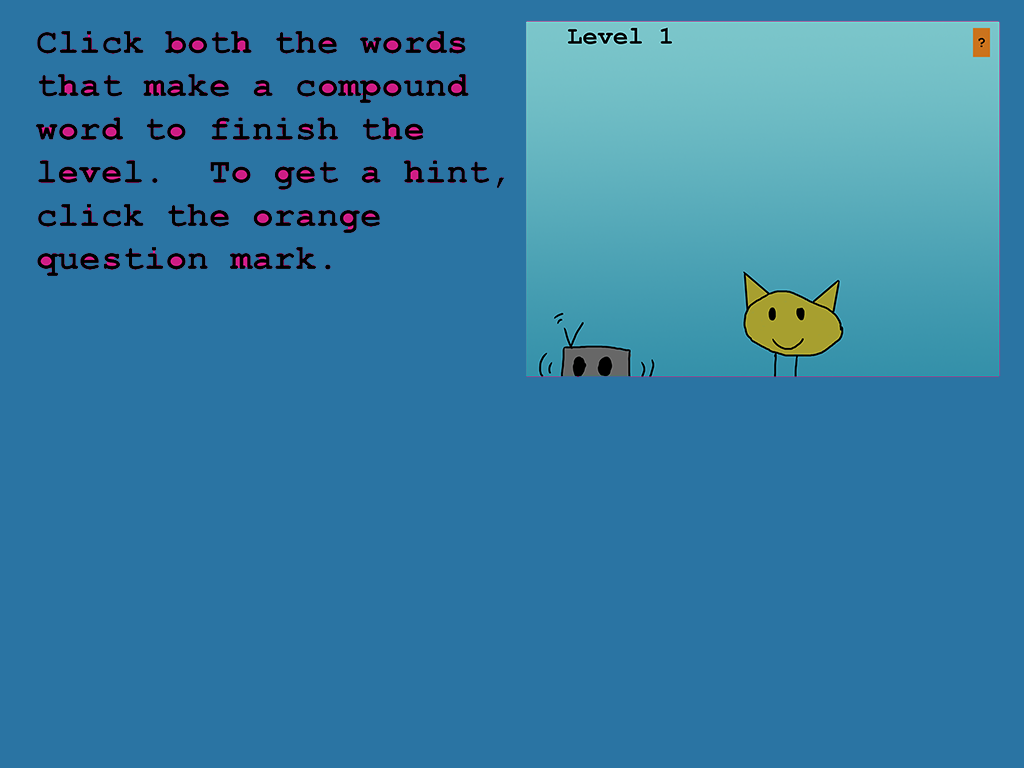 Click both the words
that make a compound
word to finish the
level.  To get a hint,
click the orange
question mark.
Level 1
?